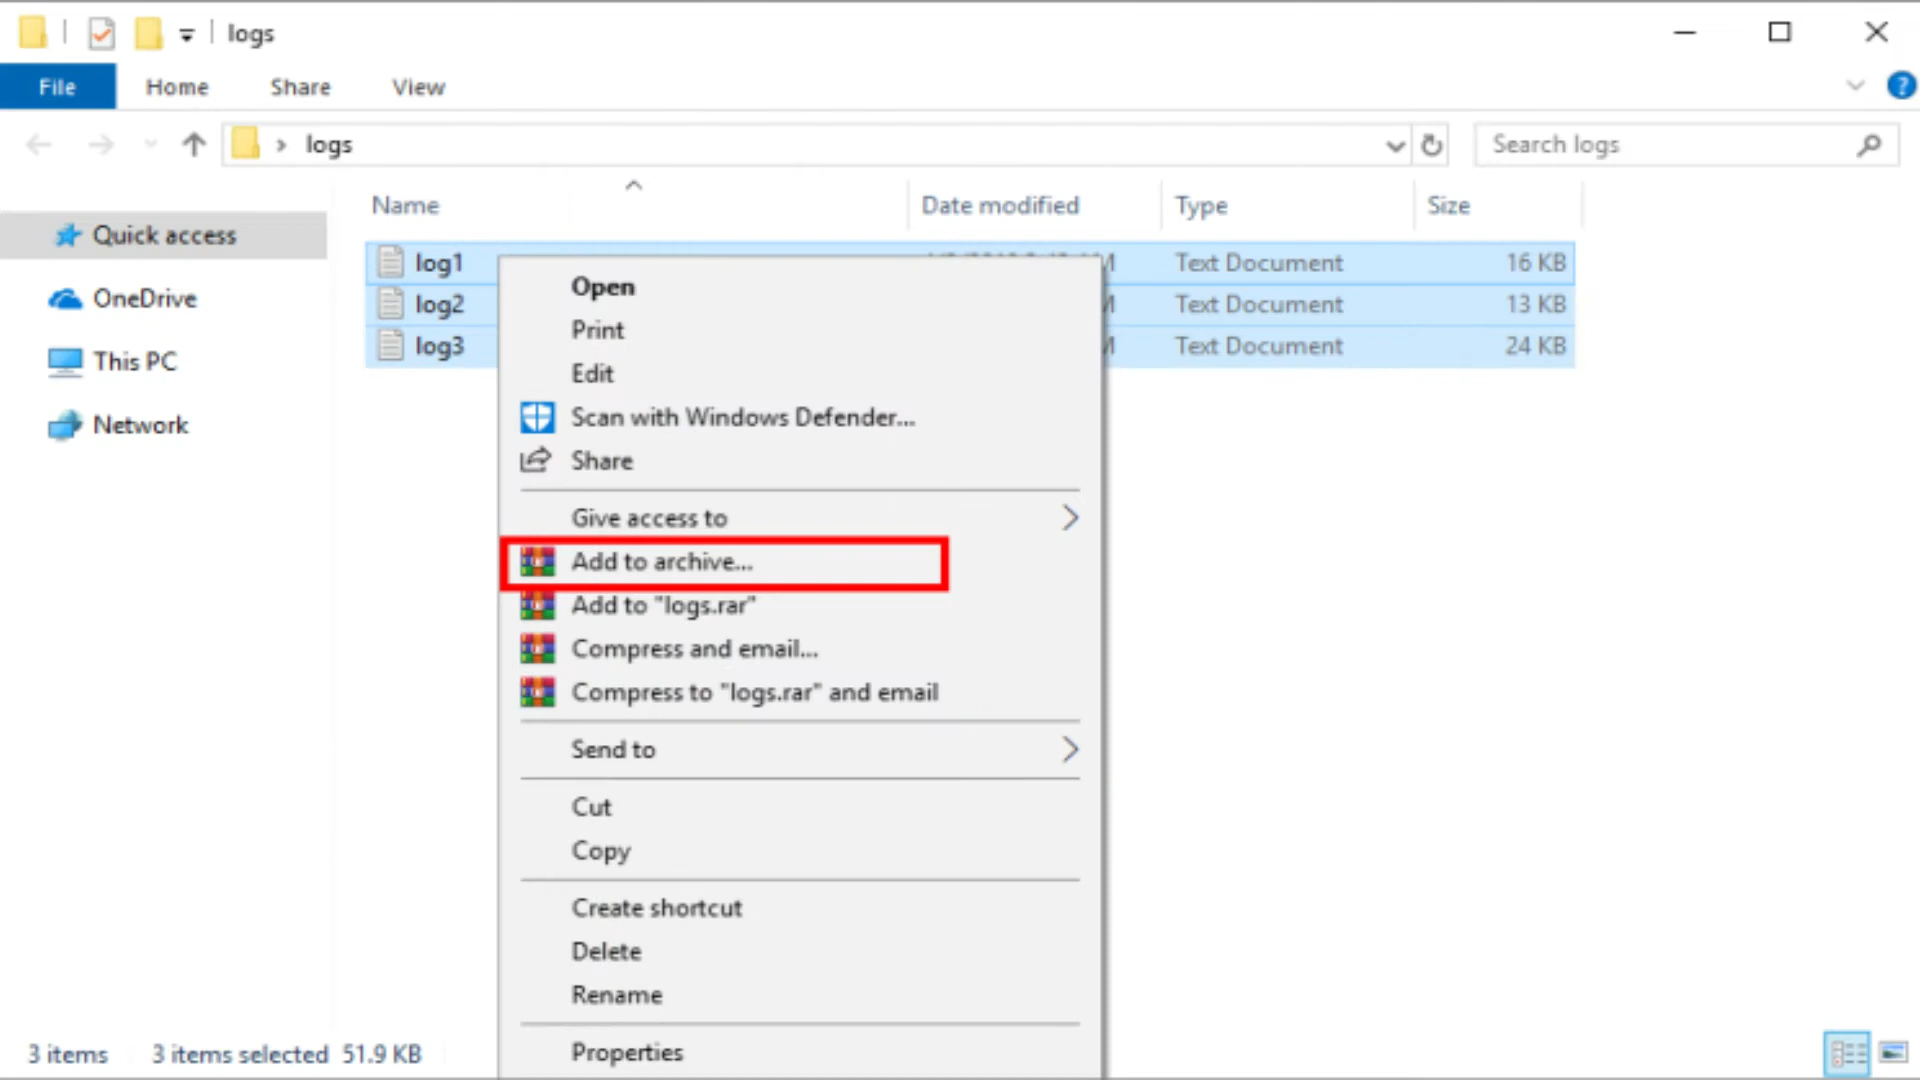 logs
File Home Share View
logs
Search logs
Name Date modified Type Size
Quick access
OneDrive
This PC
Network
log1 Text Document 16 KB
log2 Text Document 13 KB
log3 Text Document 24 KB
Open
Print
Edit
Scan with Windows Defender...
Share
Give access to
Add to archive...
Add to "logs.rar"
Compress and email...
Compress to "logs.rar" and email
Send to
Cut
Copy
Create shortcut
Delete
Rename
Properties
3 items 3 items selected 51.9 KB